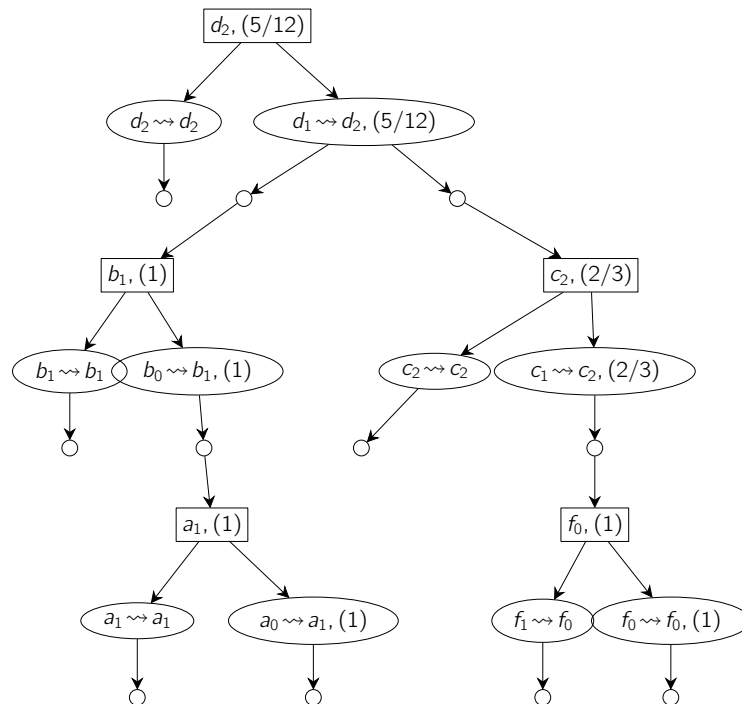 d₂, (5/12)
d₂ ⇝ d₂
d₁ ⇝ d₂, (5/12)
b₁, (1)
c₂, (2/3)
b₁ ⇝ b₁
b₀ ⇝ b₁, (1)
c₂ ⇝ c₂
c₁ ⇝ c₂, (2/3)
a₁, (1)
f₀, (1)
a₁ ⇝ a₁
a₀ ⇝ a₁, (1)
f₁ ⇝ f₀
f₀ ⇝ f₀, (1)